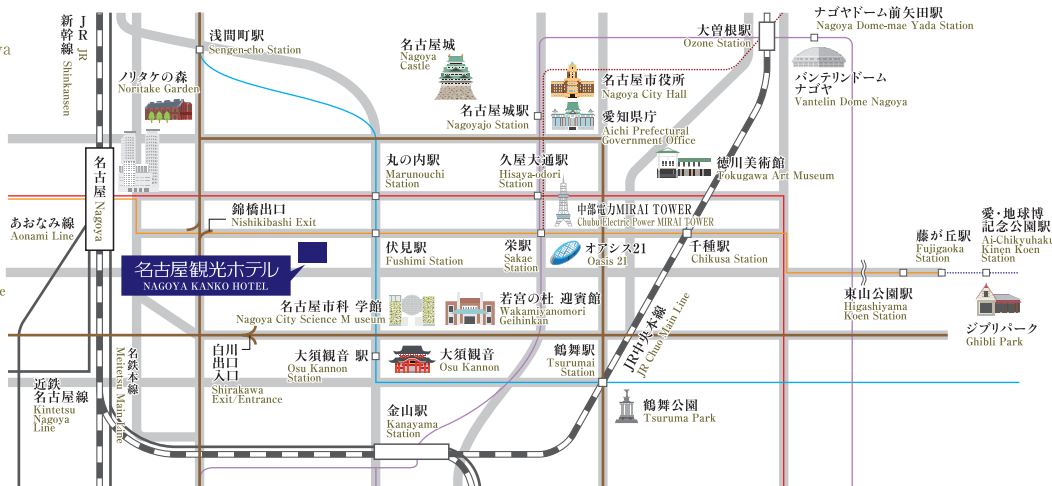 JR
新幹線
JR
Shinkansen
浅間町駅
Sengen-cho Station
名古屋城
Nagoya
Castle
大曽根駅
Ozone Station
ナゴヤドーム前矢田駅
Nagoya Dome-mae Yada Station
ノリタケの森
Noritake Garden
名古屋市役所
Nagoya City Hall
バンテリンドーム
ナゴヤ
Vantelin Dome Nagoya
名古屋城駅
Nagoyajo Station
愛知県庁
Aichi Prefectural
Government Office
名古屋 Nagoya
丸の内駅
Marunouchi
Station
久屋大通駅
Hisaya-odori
Station
徳川美術館
Tokugawa Art Museum
あおなみ線
Aonami Line
錦橋出口
Nishikibashi Exit
中部電力MIRAI TOWER
Chubu Electric Power MIRAI TOWER
愛・地球博
記念公園駅
Ai-Chikyuhaku
Kinen Koen
Station
伏見駅
Fushimi Station
栄駅
Sakae
Station
オアシス21
Oasis 21
千種駅
Chikusa Station
藤が丘駅
Fujigaoka
Station
名古屋観光ホテル
NAGOYA KANKO HOTEL
名古屋市科 学館
Nagoya City Science M useum
若宮の杜 迎賓館
Wakamiyanomori
Geihinkan
東山公園駅
Higashiyama
Koen Station
ジブリパーク
Ghibli Park
JR中央本線
JR Chuo Main Line
白川
出口
入口
Shirakawa
Exit/Entrance
大須観音 駅
Osu Kannon
Station
大須観音
Osu Kannon
鶴舞駅
Tsurumai
Station
名鉄本線
Meitetsu Main Line
近鉄
名古屋線
Kintetsu
Nagoya
Line
金山駅
Kanayama
Station
鶴舞公園
Tsuruma Park